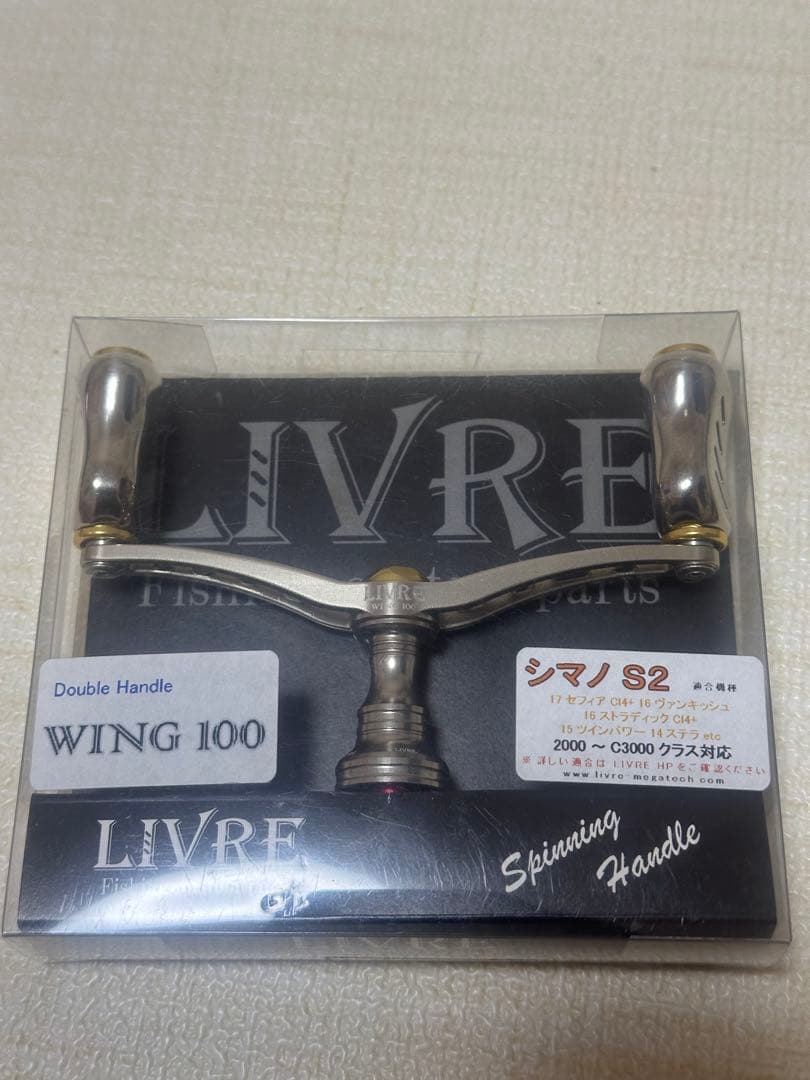 LIVRE
LIVRE
WING 100
Double Handle
WING 100
シマノ S2 適合機種
17 セフィア CI4+ 16 ヴァンキッシュ
16 ストラディック CI4+
15 ツインパワー 14 ステラ etc
2000 ～ C3000 クラス対応
※ 詳しい適合は LIVRE HPをご確認ください
www.livre-megatech.com
LIVRE
Spinning
Handle